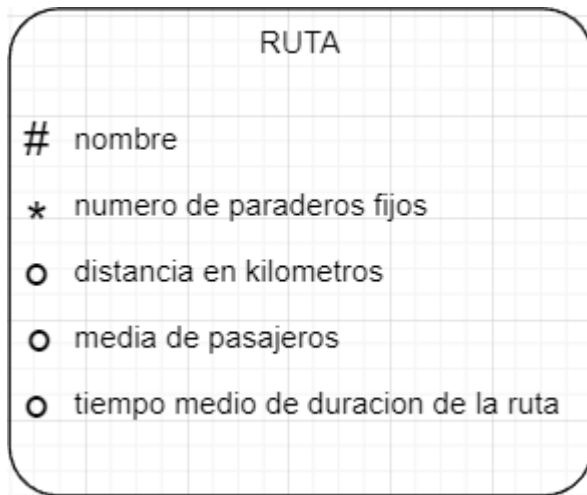 RUTA
# nombre
* numero de paraderos fijos
o distancia en kilometros
o media de pasajeros
o tiempo medio de duracion de la ruta